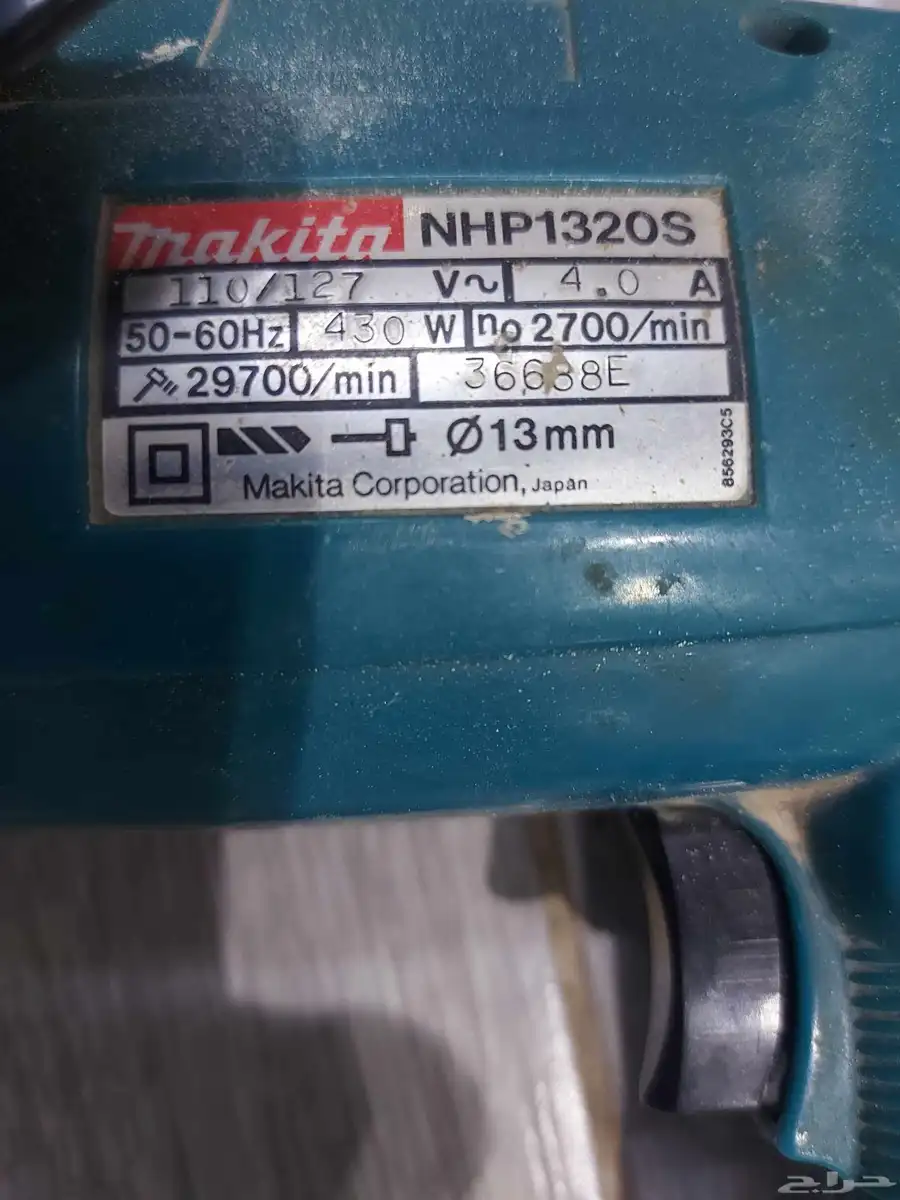 makita NHP1320S
110/127 V~ 4.0 A
50-60Hz 430 W no 2700/min
29700/min 36688E
Ø13mm
Makita Corporation, Japan
856293C5
حراج